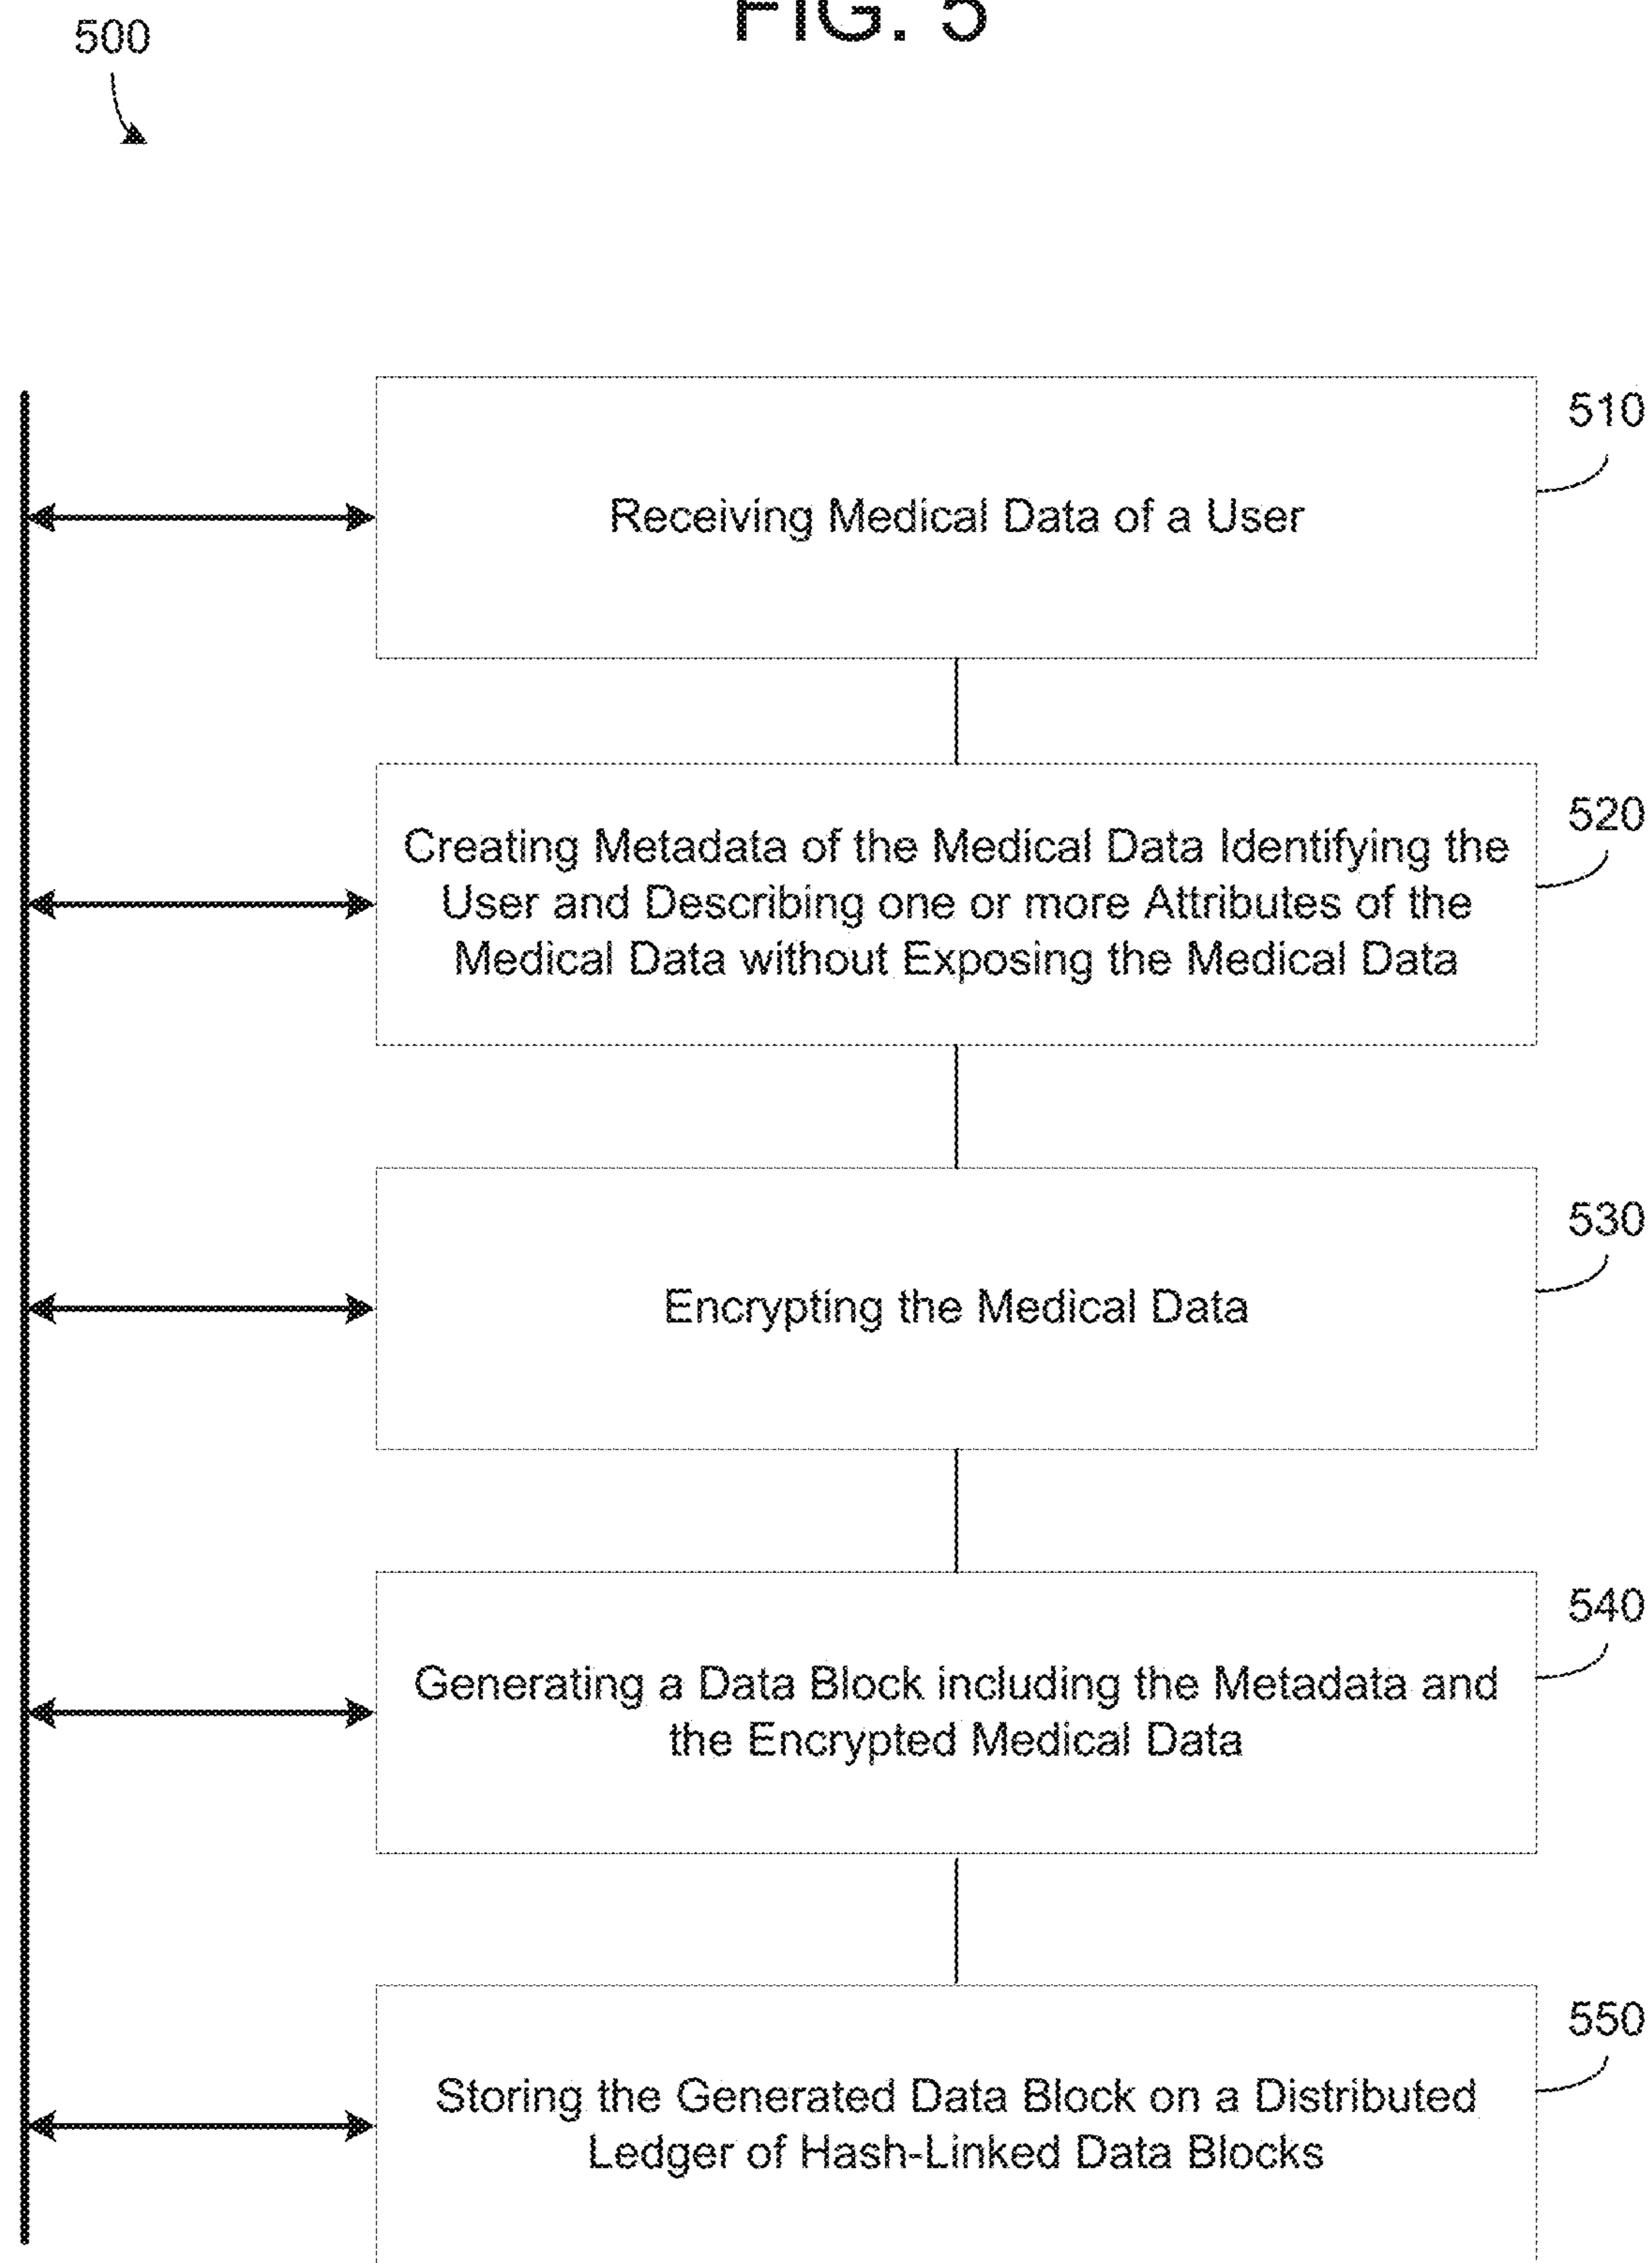 FIG. 5
500
510
Receiving Medical Data of a User
520
Creating Metadata of the Medical Data Identifying the
User and Describing one or more Attributes of the
Medical Data without Exposing the Medical Data
530
Encrypting the Medical Data
540
Generating a Data Block including the Metadata and
the Encrypted Medical Data
550
Storing the Generated Data Block on a Distributed
Ledger of Hash-Linked Data Blocks